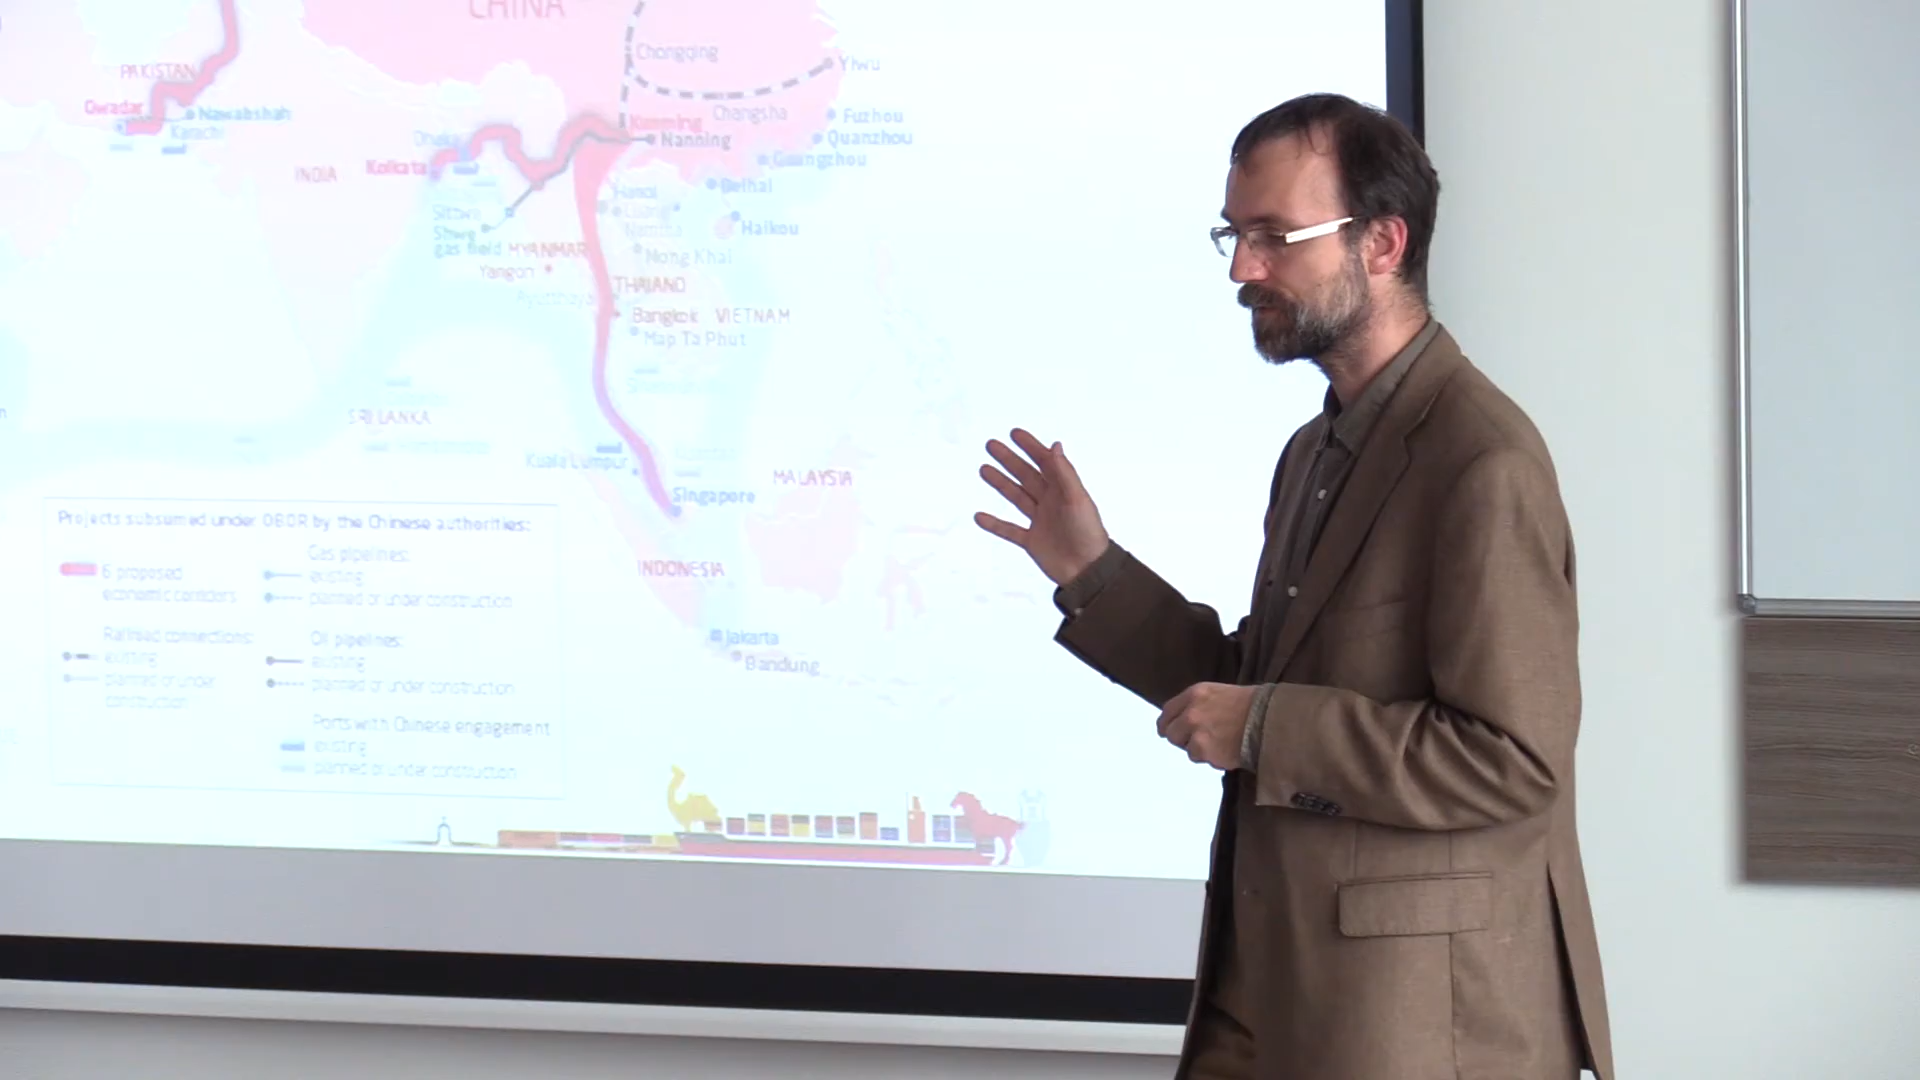 CHINA
Chongqing
Yiwu
PAKISTAN
Changsha
Gwadar
Nawabshah
Fuzhou
Karachi
Kunming
Dhaka
Nanning
Quanzhou
INDIA
Kolkata
Guangzhou
Beihai
Hanoi
Sittwe
Luang
Namtha
Haikou
Shwe
gas field
MYANMAR
Nong Khai
Yangon
THAILAND
Ayutthaya
Bangkok
VIETNAM
Map Ta Phut
SRI LANKA
Kuala Lumpur
MALAYSIA
Singapore
Projects subsumed under OBOR by the Chinese authorities:
Gas pipelines:
6 proposed
existing
economic corridors
planned or under construction
INDONESIA
Railroad connections:
Oil pipelines:
existing
existing
planned or under
construction
planned or under construction
Jakarta
Bandung
Ports with Chinese engagement
existing
planned or under construction